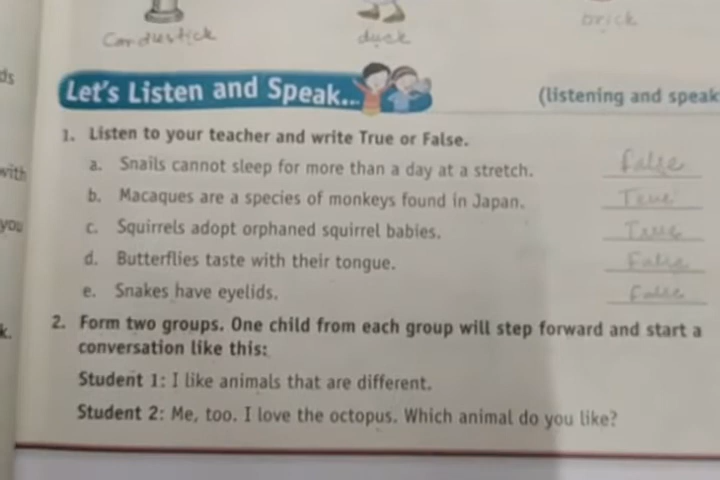 Candustick duck brick
ds
Let's Listen and Speak...
(listening and speak
1. Listen to your teacher and write True or False.
a. Snails cannot sleep for more than a day at a stretch. False
with
b. Macaques are a species of monkeys found in Japan. True
you
c. Squirrels adopt orphaned squirrel babies. True
d. Butterflies taste with their tongue. False
e. Snakes have eyelids. False
k.
2. Form two groups. One child from each group will step forward and start a
conversation like this:
Student 1: I like animals that are different.
Student 2: Me, too. I love the octopus. Which animal do you like?